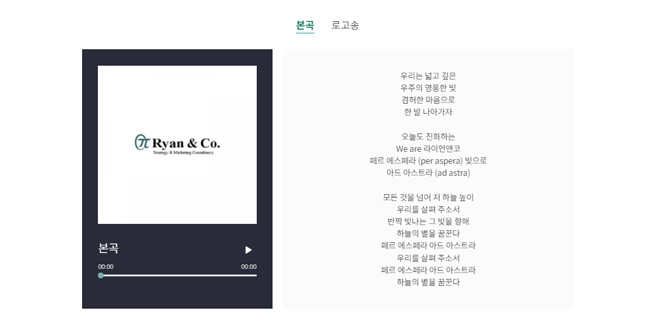 본곡 로고송
Ryan & Co.
Strategy & Marketing Consultancy
본곡
00:00 00:00
우리는 넓고 깊은
우주의 영롱한 빛
겸허한 마음으로
한 발 나아가자
오늘도 진화하는
We are 라이언앤코
페르 에스페라 (per aspera) 빛으로
아드 아스트라 (ad astra)
모든 것을 넘어 저 하늘 높이
우리를 살펴 주소서
반짝 빛나는 그 빛을 향해
하늘의 별을 꿈꾼다
페르 에스페라 아드 아스트라
우리를 살펴 주소서
페르 에스페라 아드 아스트라
하늘의 별을 꿈꾼다